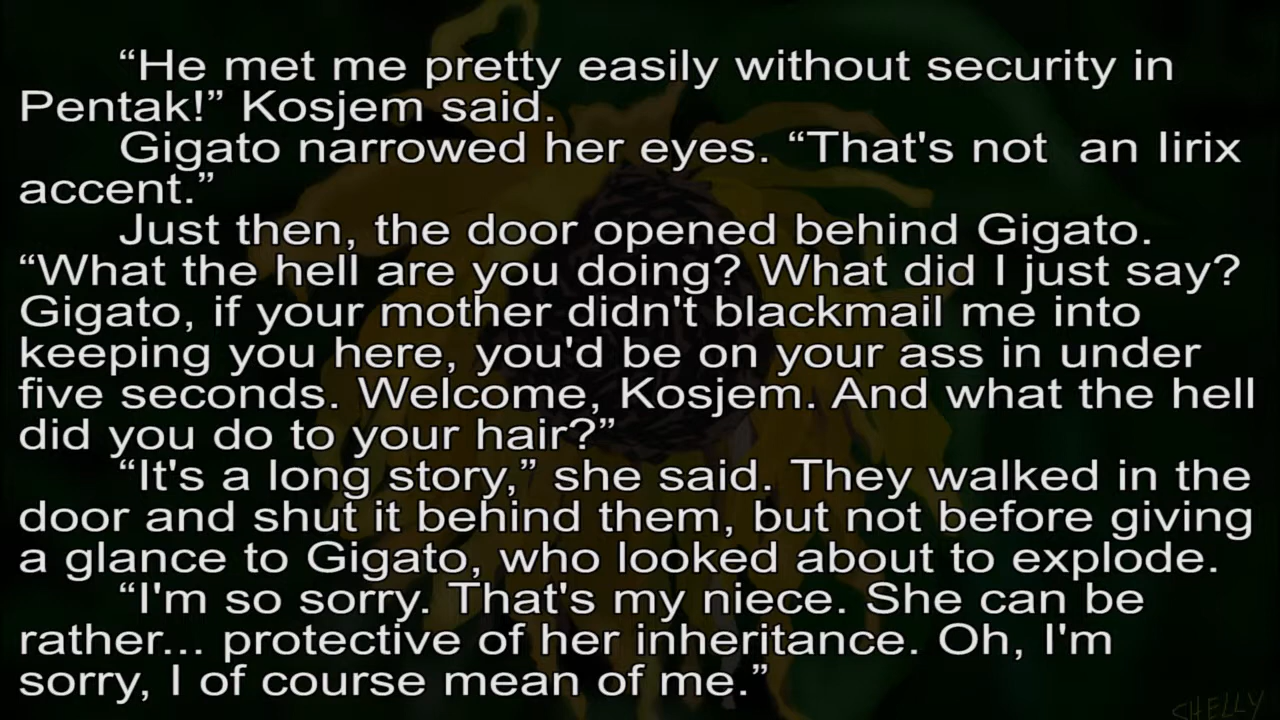 “He met me pretty easily without security in
Pentak!” Kosjem said.
Gigato narrowed her eyes. “That's not  an Iirix
accent.”
Just then, the door opened behind Gigato.
“What the hell are you doing? What did I just say?
Gigato, if your mother didn't blackmail me into
keeping you here, you'd be on your ass in under
five seconds. Welcome, Kosjem. And what the hell
did you do to your hair?”
“It's a long story,” she said. They walked in the
door and shut it behind them, but not before giving
a glance to Gigato, who looked about to explode.
“I'm so sorry. That's my niece. She can be
rather... protective of her inheritance. Oh, I'm
sorry, I of course mean of me.”
SHELLY